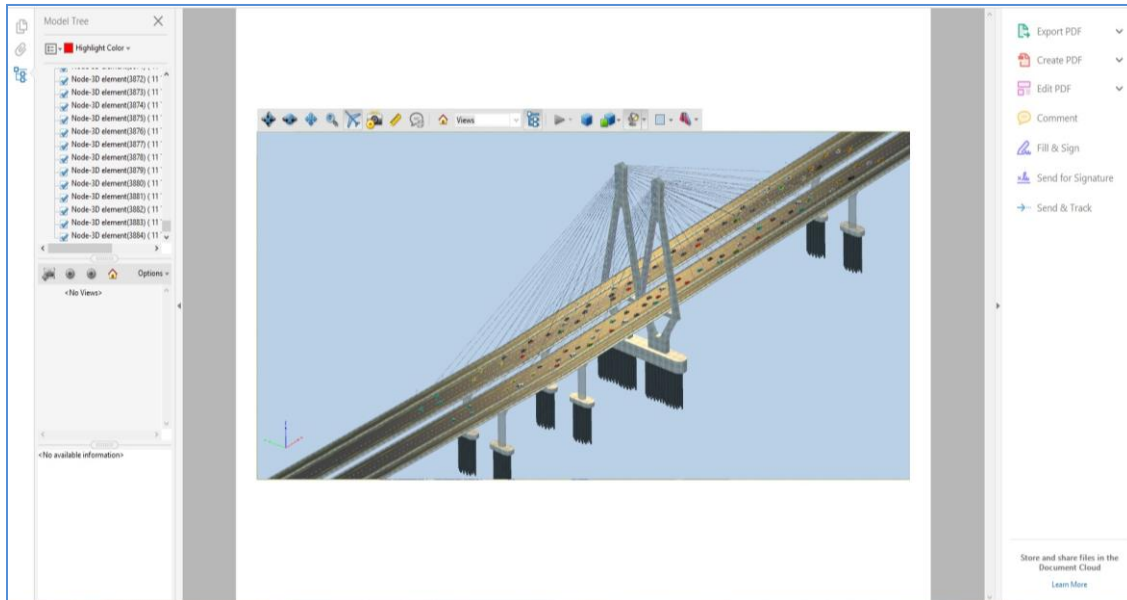 Model Tree
Highlight Color
Node-3D element(3872) ( 11
Node-3D element(3873) ( 11
Node-3D element(3874) ( 11
Node-3D element(3875) ( 11
Node-3D element(3876) ( 11
Node-3D element(3877) ( 11
Node-3D element(3878) ( 11
Node-3D element(3879) ( 11
Node-3D element(3880) ( 11
Node-3D element(3881) ( 11
Node-3D element(3882) ( 11
Node-3D element(3883) ( 11
Node-3D element(3884) ( 11
Options
<No Views>
<No available information>
Views
Export PDF
Create PDF
Edit PDF
Comment
Fill & Sign
Send for Signature
Send & Track
Store and share files in the
Document Cloud
Learn More